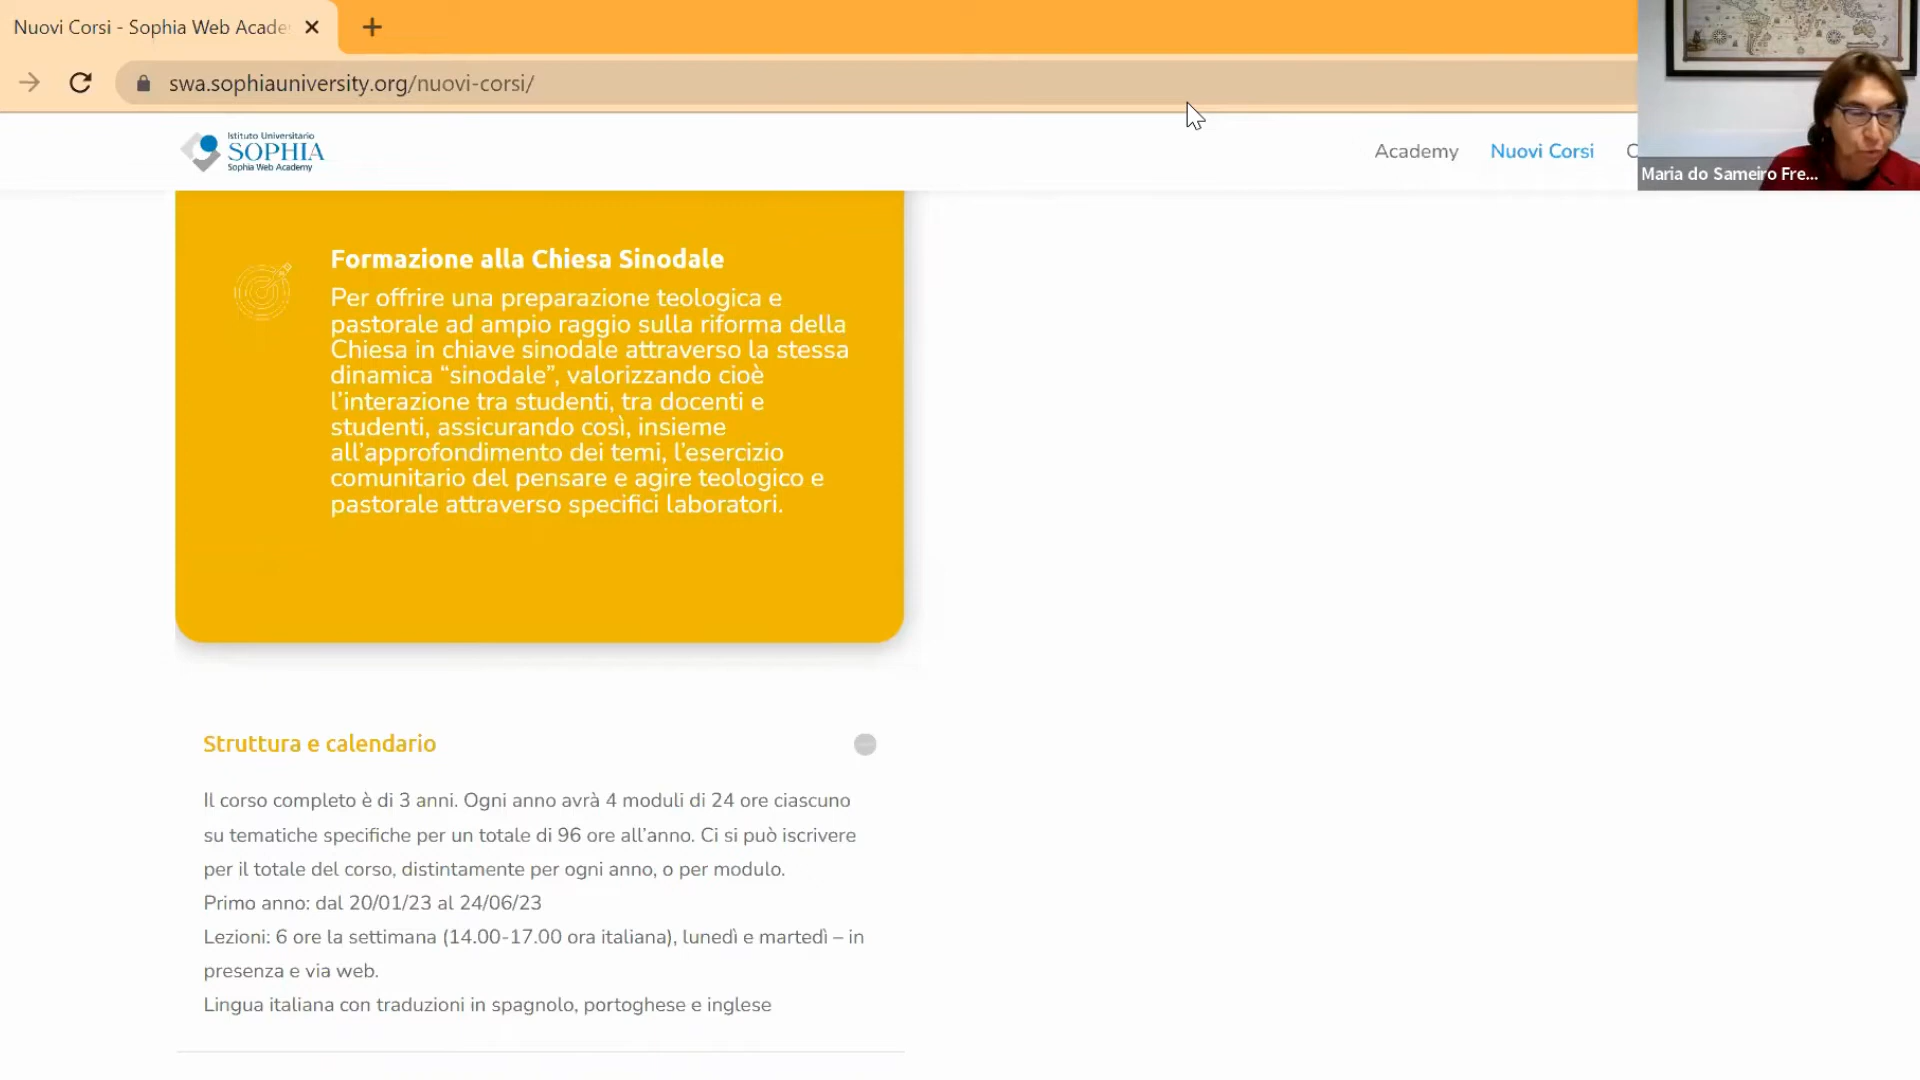 Nuovi Corsi - Sophia Web Acade
swa.sophiauniversity.org/nuovi-corsi/
Istituto Universitario
SOPHIA
Sophia Web Academy
Academy
Nuovi Corsi
Maria do Sameiro Fre...
Formazione alla Chiesa Sinodale
Per offrire una preparazione teologica e
pastorale ad ampio raggio sulla riforma della
Chiesa in chiave sinodale attraverso la stessa
dinamica “sinodale”, valorizzando cioè
l’interazione tra studenti, tra docenti e
studenti, assicurando così, insieme
all’approfondimento dei temi, l’esercizio
comunitario del pensare e agire teologico e
pastorale attraverso specifici laboratori.
Struttura e calendario
Il corso completo è di 3 anni. Ogni anno avrà 4 moduli di 24 ore ciascuno
su tematiche specifiche per un totale di 96 ore all’anno. Ci si può iscrivere
per il totale del corso, distintamente per ogni anno, o per modulo.
Primo anno: dal 20/01/23 al 24/06/23
Lezioni: 6 ore la settimana (14.00-17.00 ora italiana), lunedì e martedì – in
presenza e via web.
Lingua italiana con traduzioni in spagnolo, portoghese e inglese